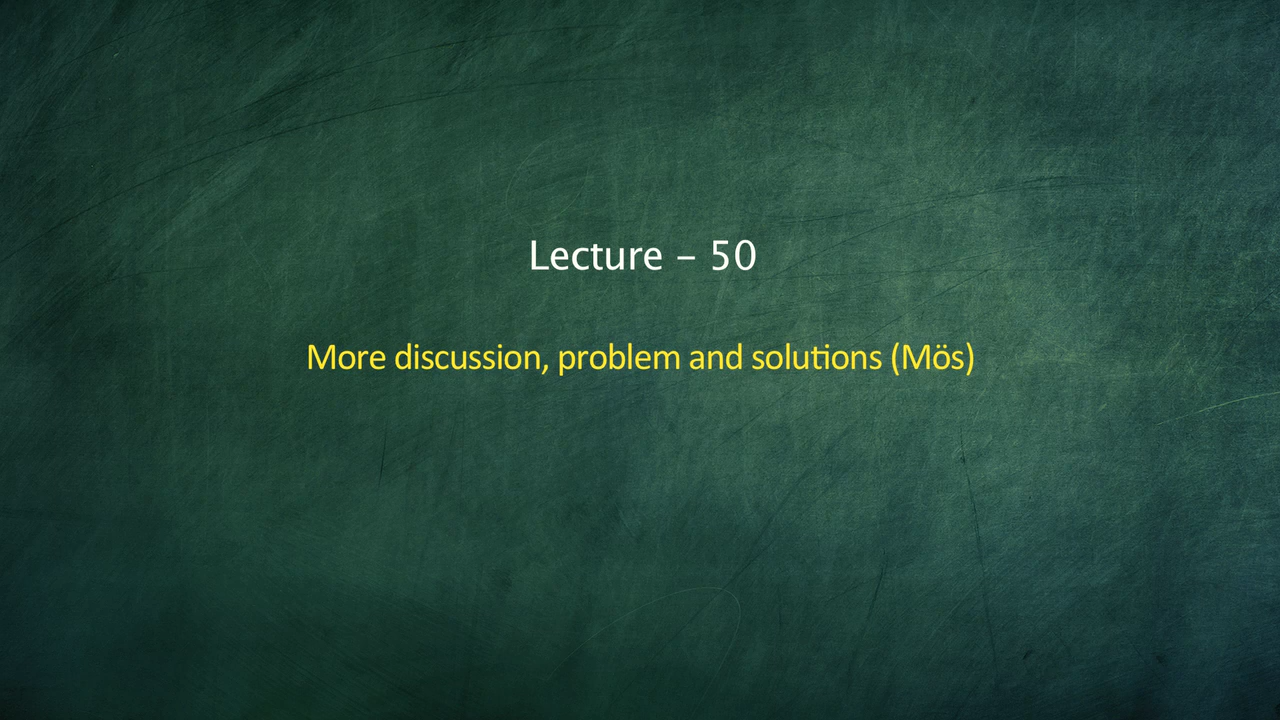 Lecture – 50
More discussion, problem and solutions (Mös)